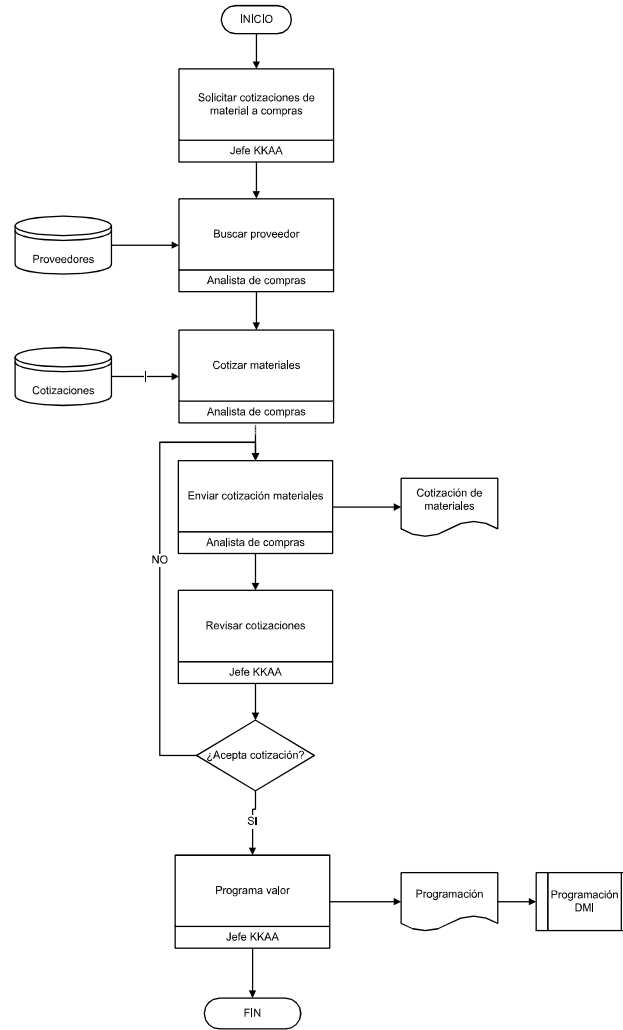 INICIO
Solicitar cotizaciones de
material a compras
Jefe KKAA
Buscar proveedor
Proveedores
Analista de compras
Cotizar materiales
Cotizaciones
Analista de compras
Enviar cotización materiales
Cotización de
materiales
Analista de compras
NO
Revisar cotizaciones
Jefe KKAA
¿Acepta cotización?
SI
Programa valor
Programación
Programación
DMI
Jefe KKAA
FIN